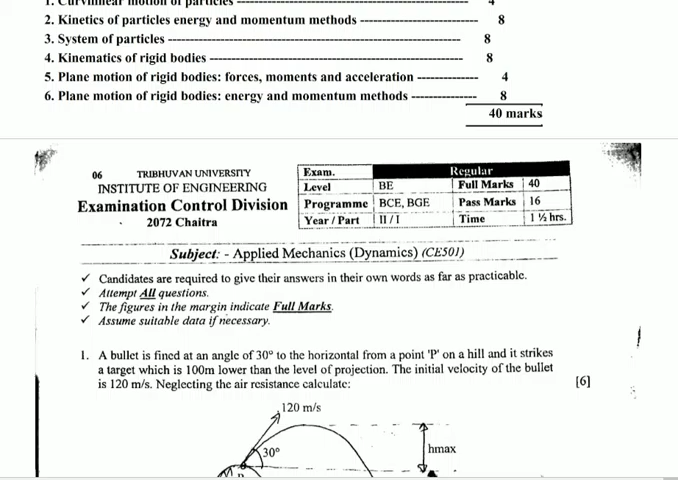 1. Curvilinear motion of particles ---------------------------------------- 4
2. Kinetics of particles energy and momentum methods -------------------- 8
3. System of particles -------------------------------------------------- 8
4. Kinematics of rigid bodies ------------------------------------------- 8
5. Plane motion of rigid bodies: forces, moments and acceleration ---------- 4
6. Plane motion of rigid bodies: energy and momentum methods ----------- 8
40 marks
06 TRIBHUVAN UNIVERSITY
INSTITUTE OF ENGINEERING
Examination Control Division
2072 Chaitra
Exam. Regular
Level BE Full Marks 40
Programme BCE, BGE Pass Marks 16
Year / Part II / I Time 1 ½ hrs.
Subject: - Applied Mechanics (Dynamics) (CE501)
✓ Candidates are required to give their answers in their own words as far as practicable.
✓ Attempt All questions.
✓ The figures in the margin indicate Full Marks.
✓ Assume suitable data if necessary.
1. A bullet is fined at an angle of 30° to the horizontal from a point 'P' on a hill and it strikes
a target which is 100m lower than the level of projection. The initial velocity of the bullet
is 120 m/s. Neglecting the air resistance calculate: [6]
120 m/s
30°
hmax